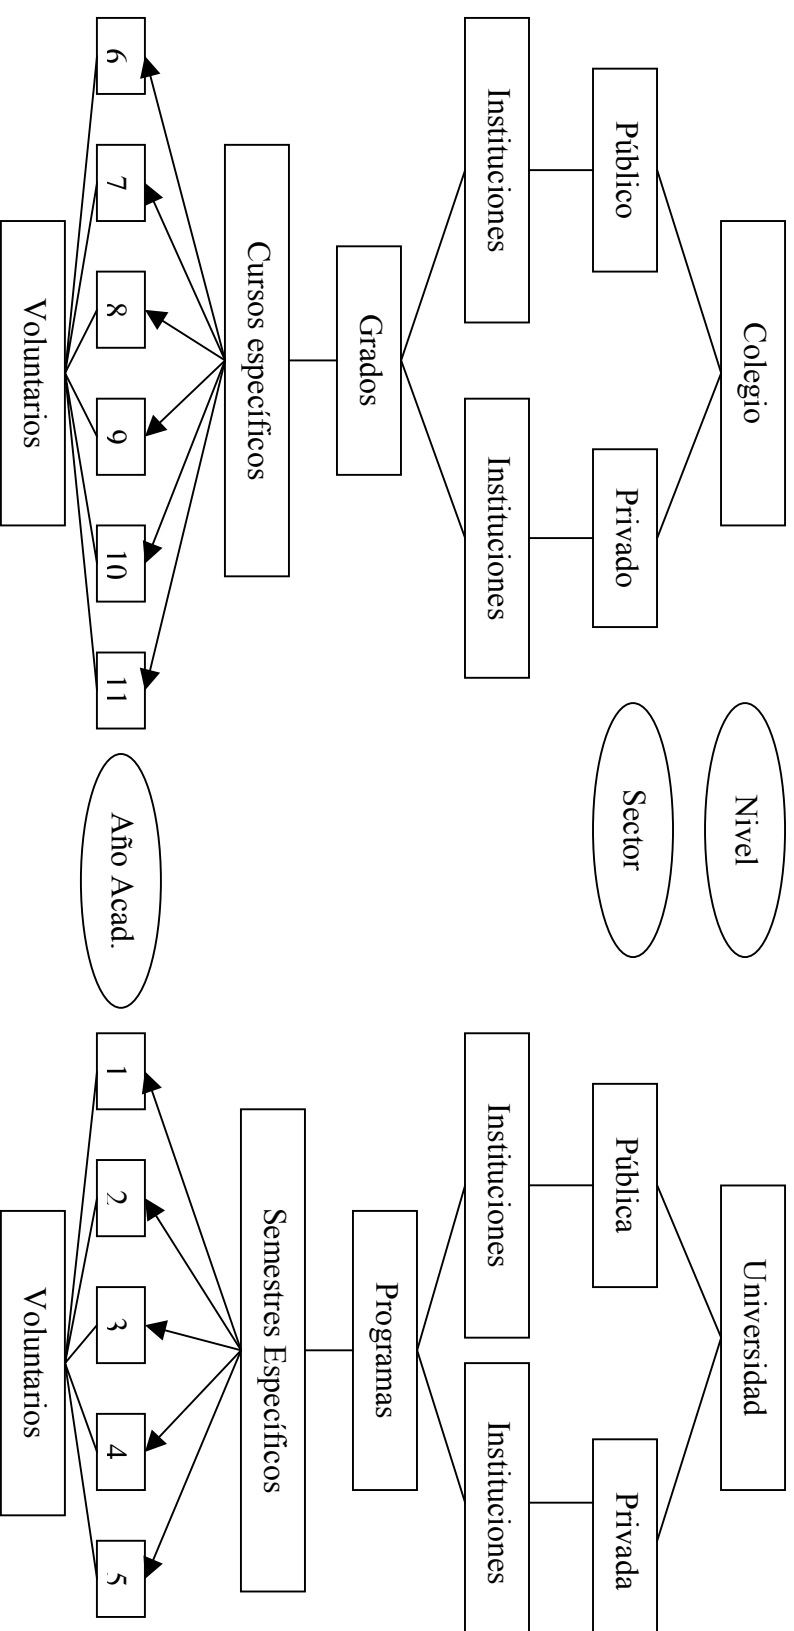 Colegio
Nivel
Universidad
Público
Privado
Sector
Pública
Privada
Instituciones
Instituciones
Instituciones
Instituciones
Grados
Programas
Cursos específicos
Semestres Específicos
6
7
8
9
10
11
Año Acad.
1
2
3
4
5
Voluntarios
Voluntarios